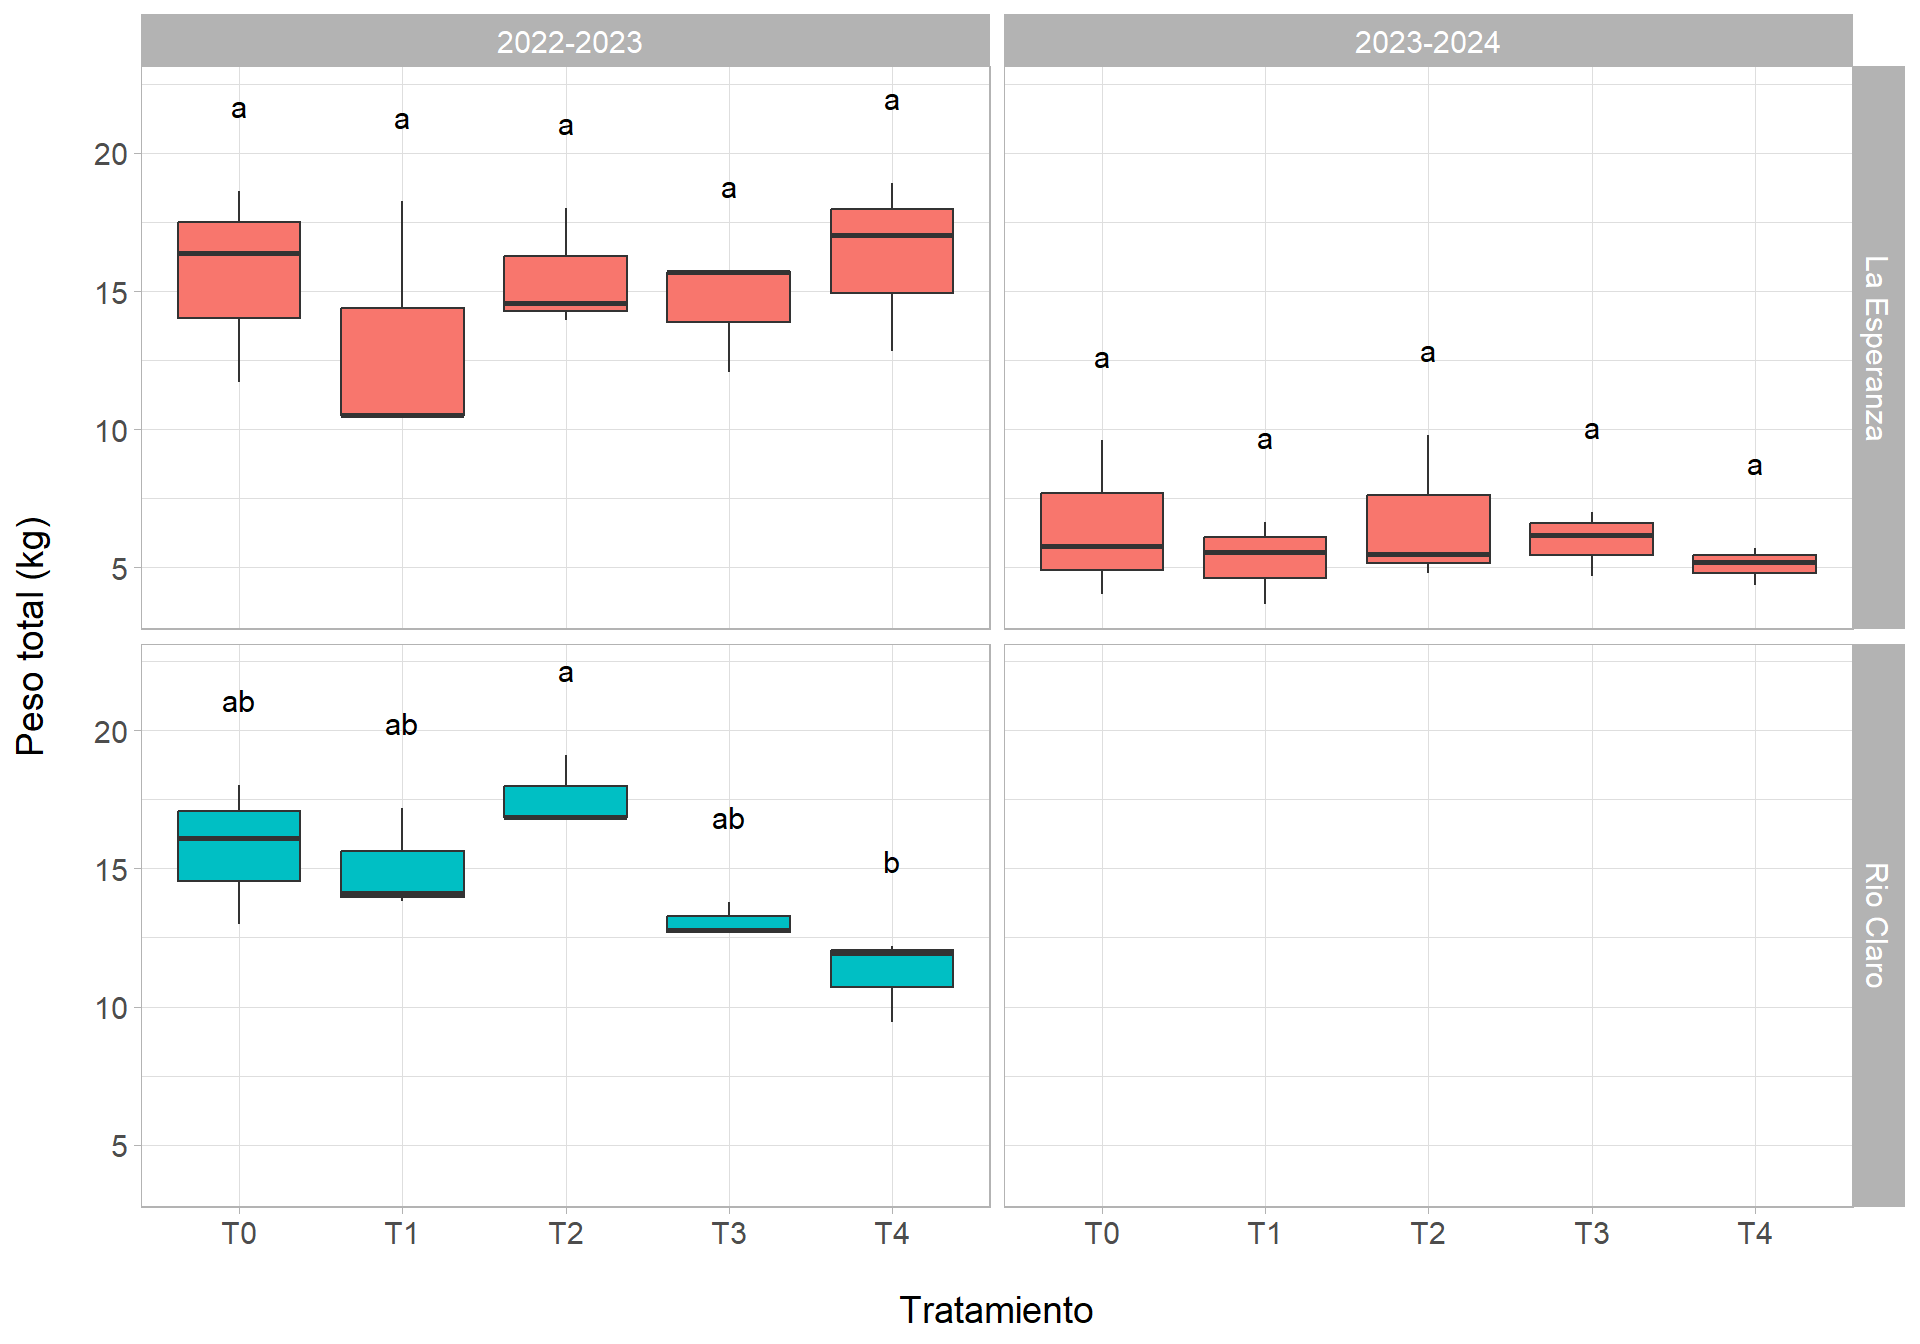 2022-2023
2023-2024
a
a
a
a
a
20
15
10
5
a
a
a
a
a
La Esperanza
Peso total (kg)
ab
ab
a
ab
b
20
15
10
5
Rio Claro
T0
T1
T2
T3
T4
T0
T1
T2
T3
T4
Tratamiento